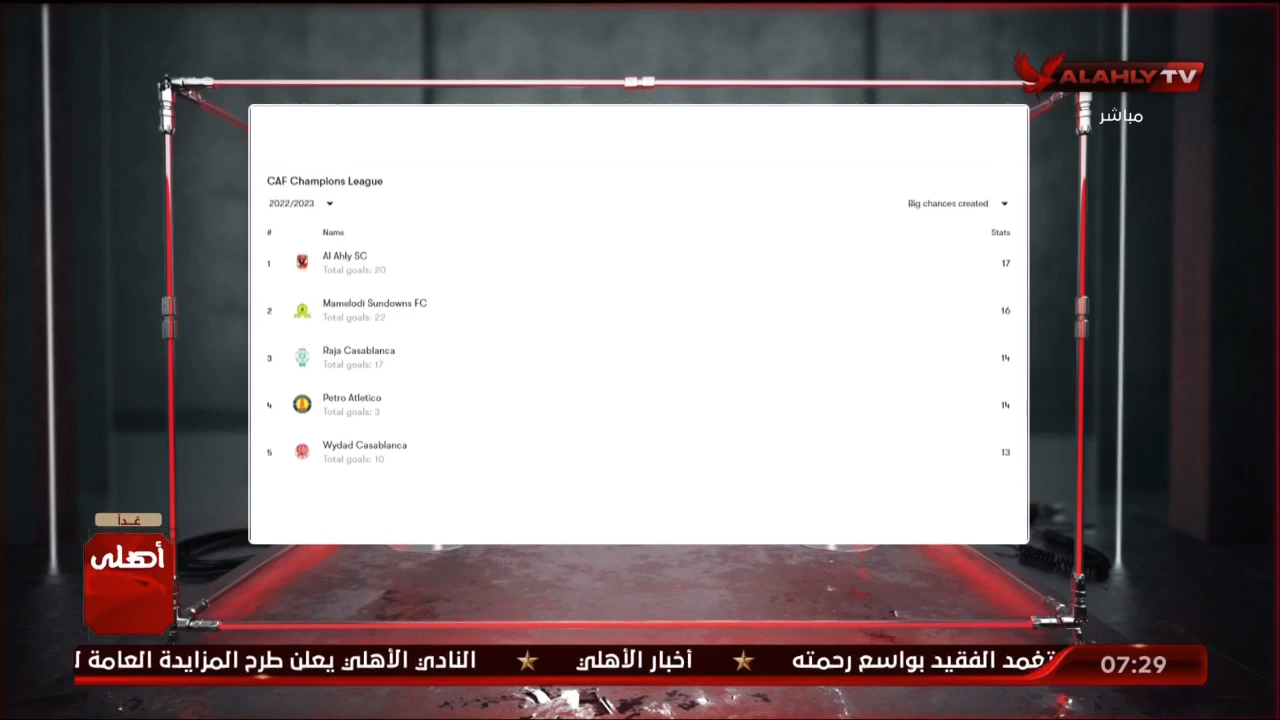 ALAHLY TV
مباشر
CAF Champions League
2022/2023
Big chances created
# Name Stats
1 Al Ahly SC 17
Total goals: 20
2 Mamelodi Sundowns FC 16
Total goals: 22
3 Raja Casablanca 14
Total goals: 17
4 Petro Atletico 14
Total goals: 3
5 Wydad Casablanca 13
Total goals: 10
غداً
أهلى
تغمد الفقيد بواسع رحمته ★ أخبار الأهلي ★ النادي الأهلي يعلن طرح المزايدة العامة ل
07:29